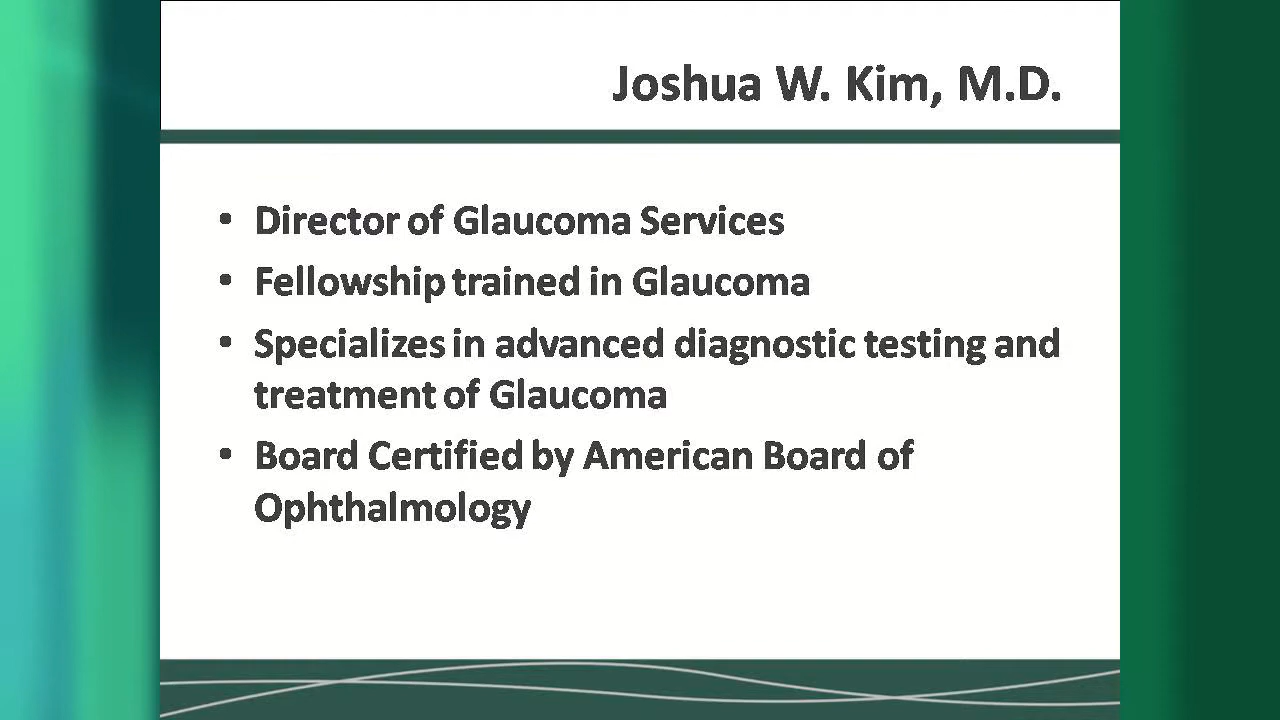 Joshua W. Kim, M.D.
• Director of Glaucoma Services
• Fellowship trained in Glaucoma
• Specializes in advanced diagnostic testing and
treatment of Glaucoma
• Board Certified by American Board of
Ophthalmology